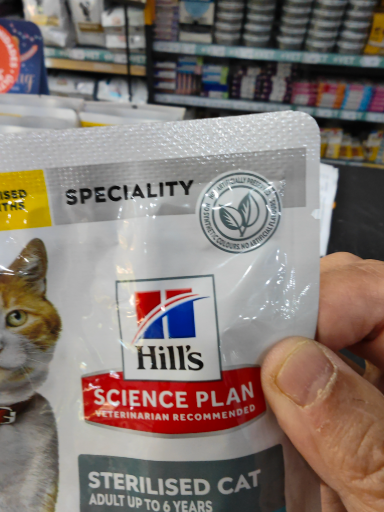 SPECIALITY
Hill's
SCIENCE PLAN
VETERINARIAN RECOMMENDED
STERILISED CAT
ADULT UP TO 6 YEARS